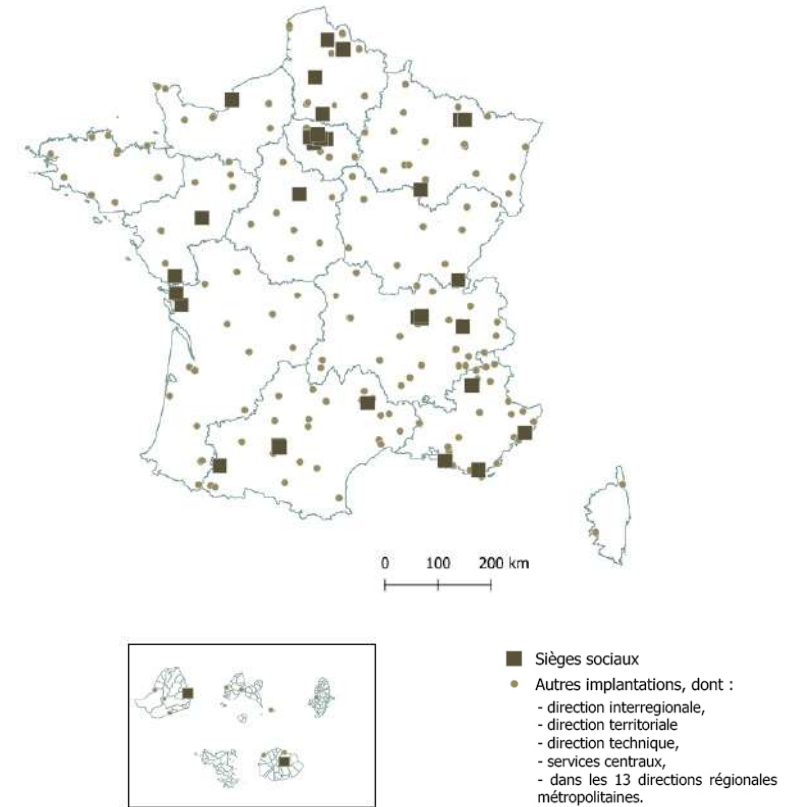 0 100 200 km
Sièges sociaux
Autres implantations, dont :
- direction interregionale,
- direction territoriale
- direction technique,
- services centraux,
- dans les 13 directions régionales
métropolitaines.